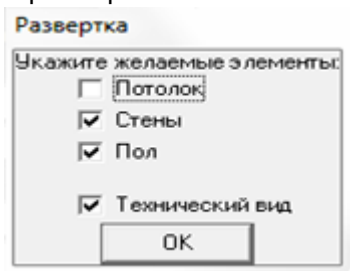 Развертка
Укажите желаемые элементы:
Потолок
Стены
Пол
Технический вид
OK